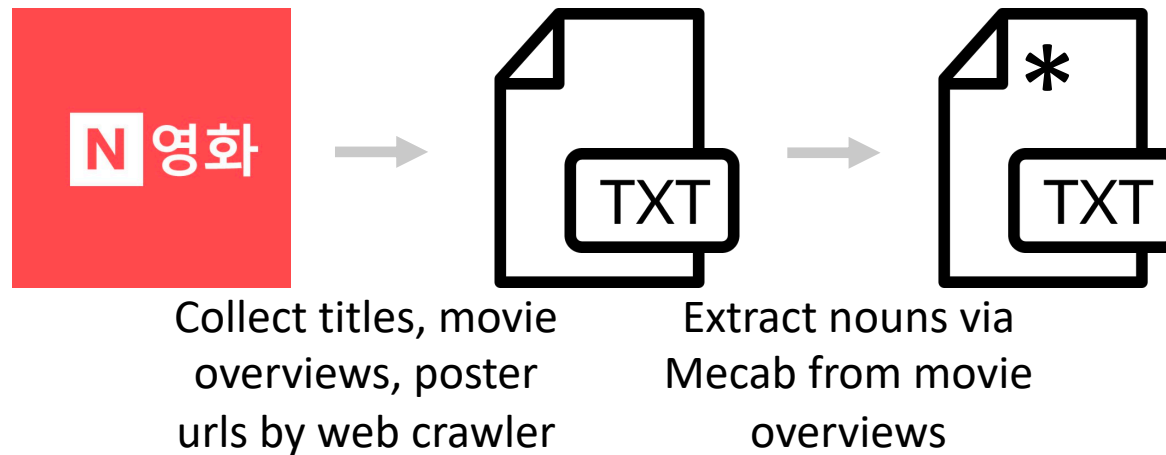 N 영화
TXT
*
TXT
Collect titles, movie
overviews, poster
urls by web crawler
Extract nouns via
Mecab from movie
overviews